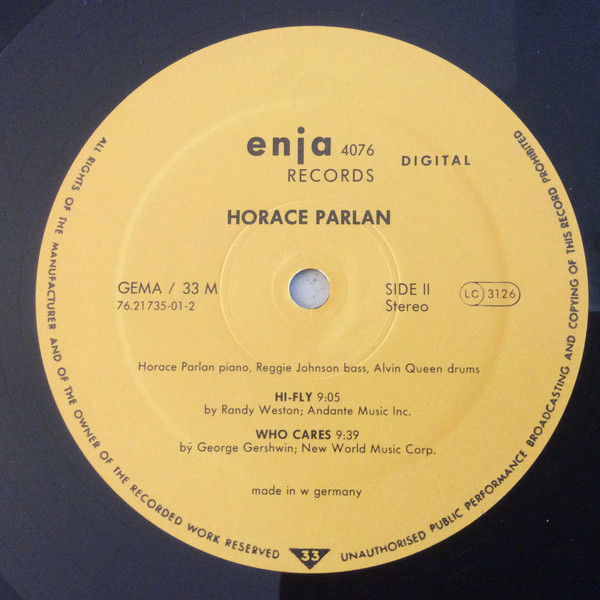 enja 4076
DIGITAL
RECORDS
HORACE PARLAN
GEMA / 33 M
76.21735-01-2
SIDE II
Stereo
LC 3126
Horace Parlan piano, Reggie Johnson bass, Alvin Queen drums
HI-FLY 9:05
by Randy Weston; Andante Music Inc.
WHO CARES 9:39
by George Gershwin; New World Music Corp.
made in w germany
ALL RIGHTS OF THE MANUFACTURER AND OF THE OWNER OF THE RECORDED WORK RESERVED
33
UNAUTHORISED PUBLIC PERFORMANCE BROADCASTING AND COPYING OF THIS RECORD PROHIBITED